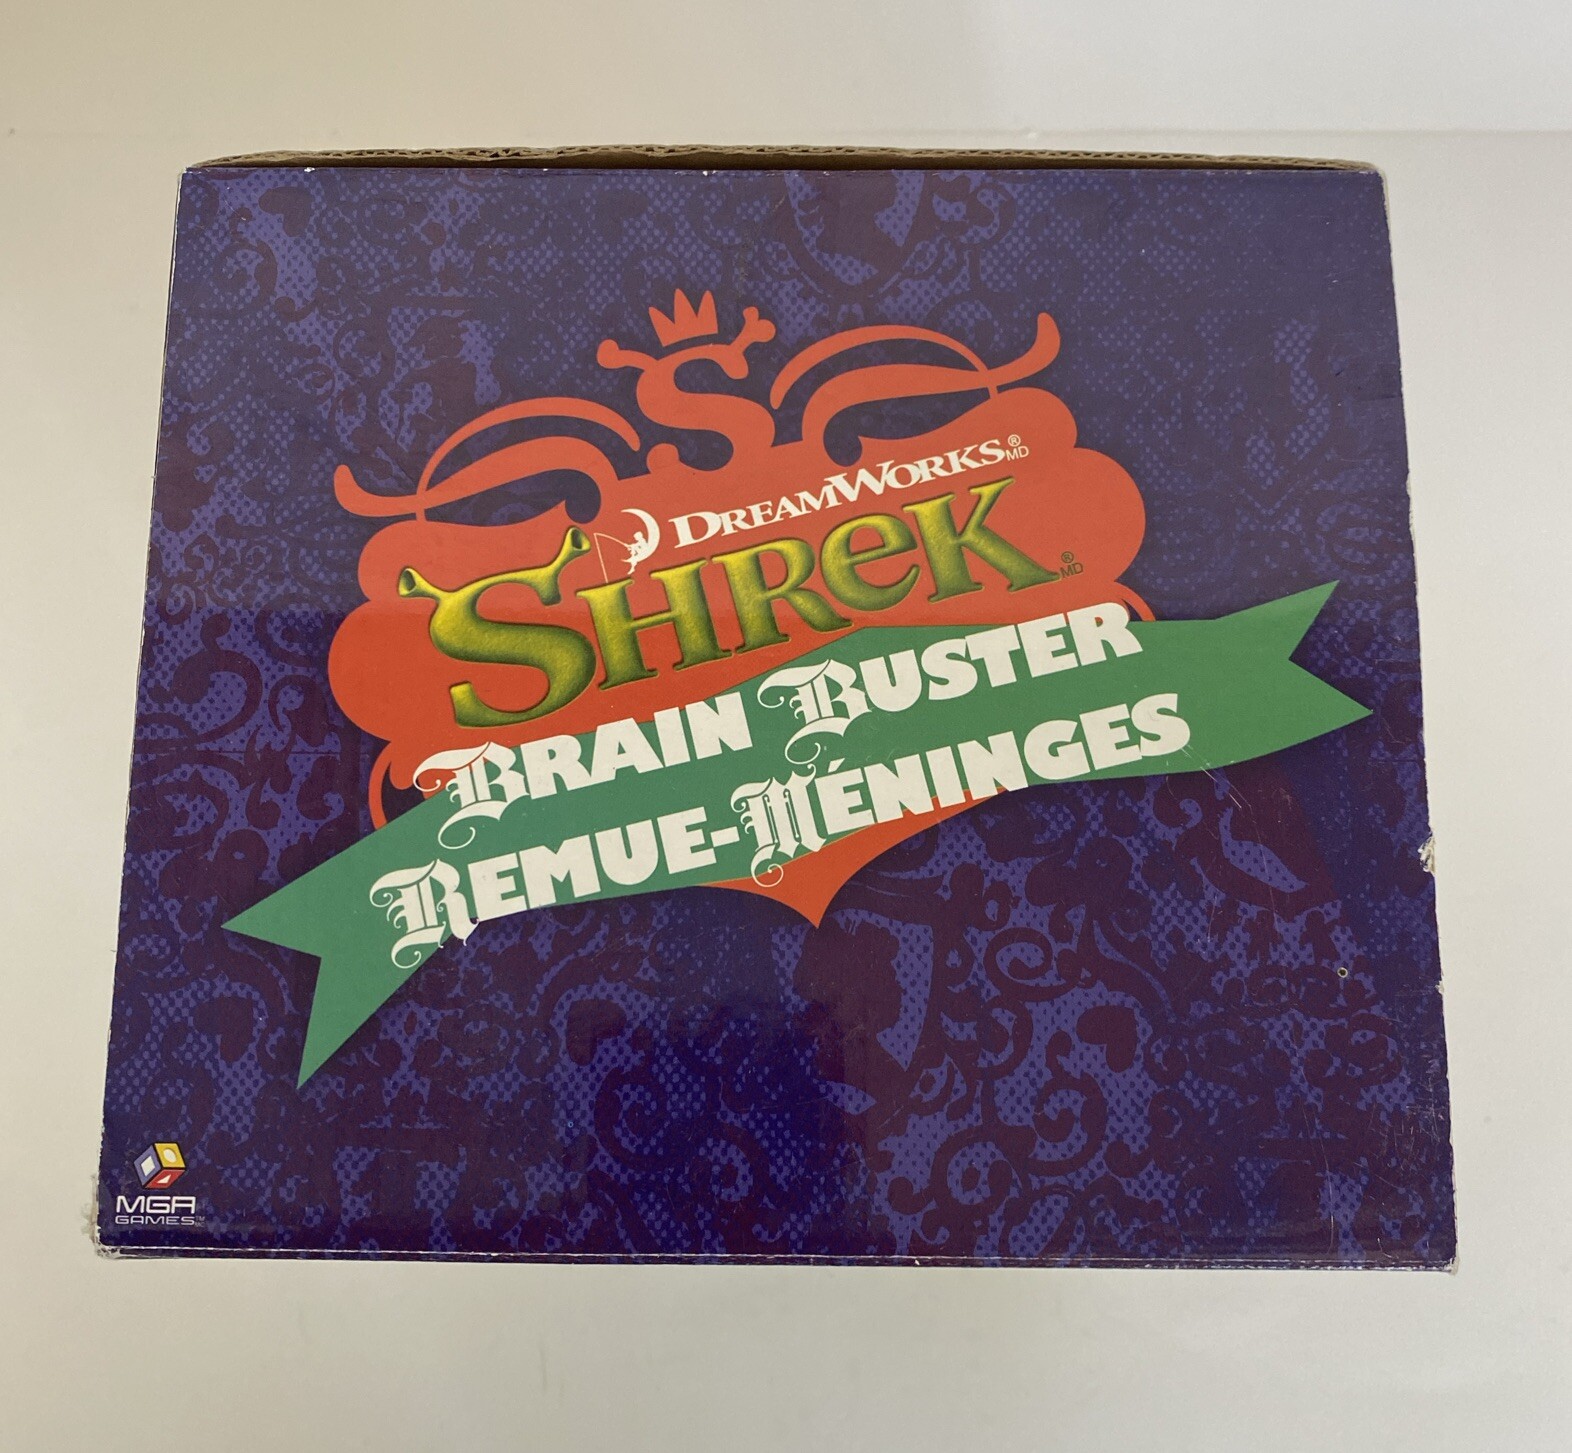 DREAMWORKS® MD
SHREK® MD
BRAIN BUSTER
REMUE-MÉNINGES
MGA
GAMES